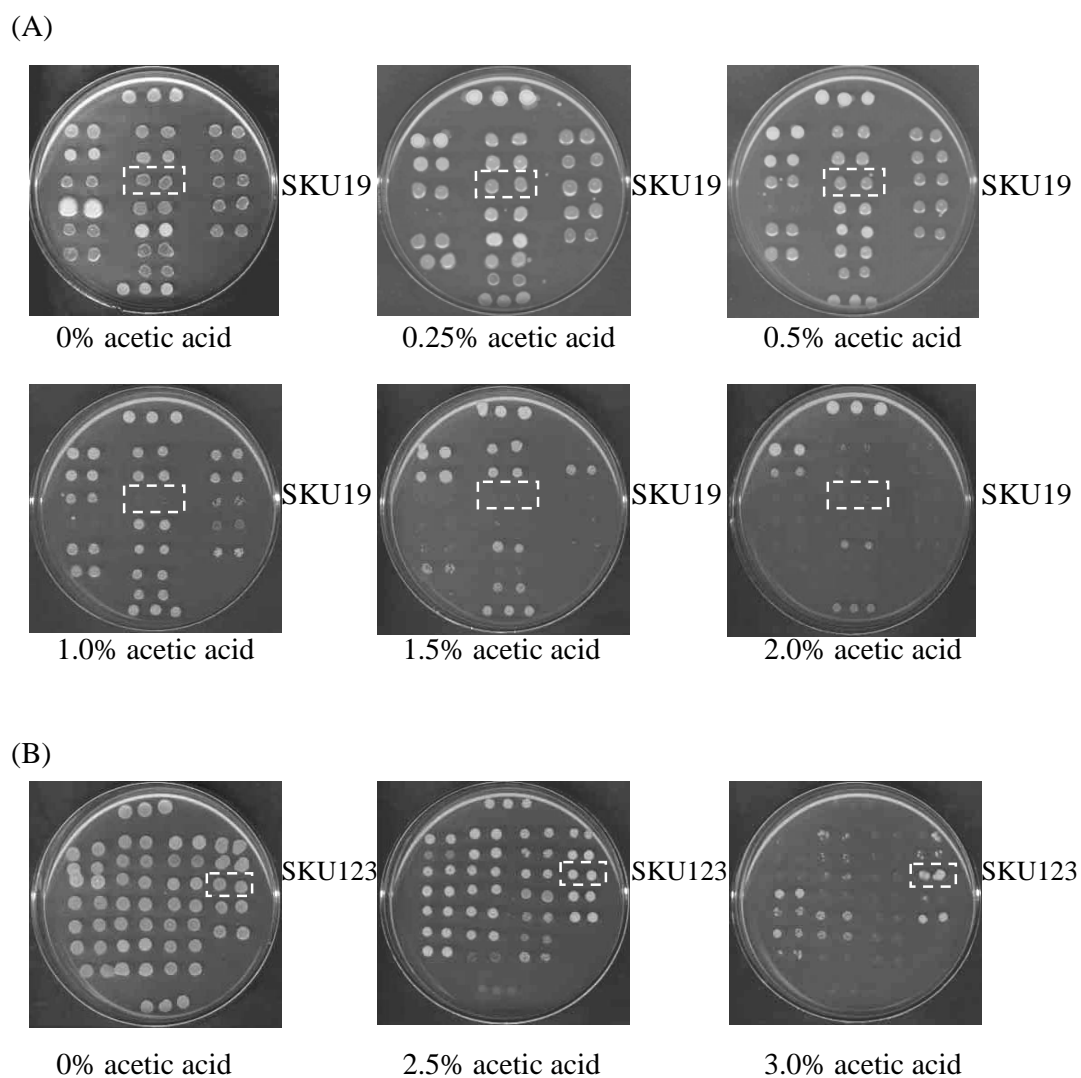 (A)
SKU19
SKU19
SKU19
0% acetic acid
0.25% acetic acid
0.5% acetic acid
SKU19
SKU19
SKU19
1.0% acetic acid
1.5% acetic acid
2.0% acetic acid
(B)
SKU123
SKU123
SKU123
0% acetic acid
2.5% acetic acid
3.0% acetic acid